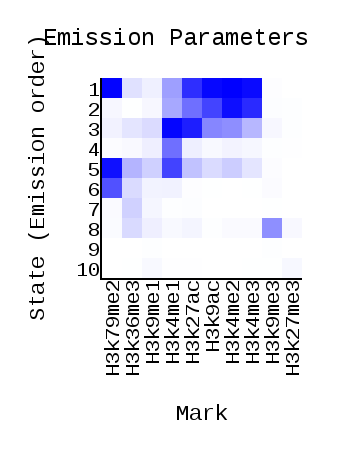 Emission Parameters
State (Emission order)
1
2
3
4
5
6
7
8
9
10
H3k79me2
H3k36me3
H3k9me1
H3k4me1
H3k27ac
H3k9ac
H3k4me2
H3k4me3
H3k9me3
H3k27me3
Mark